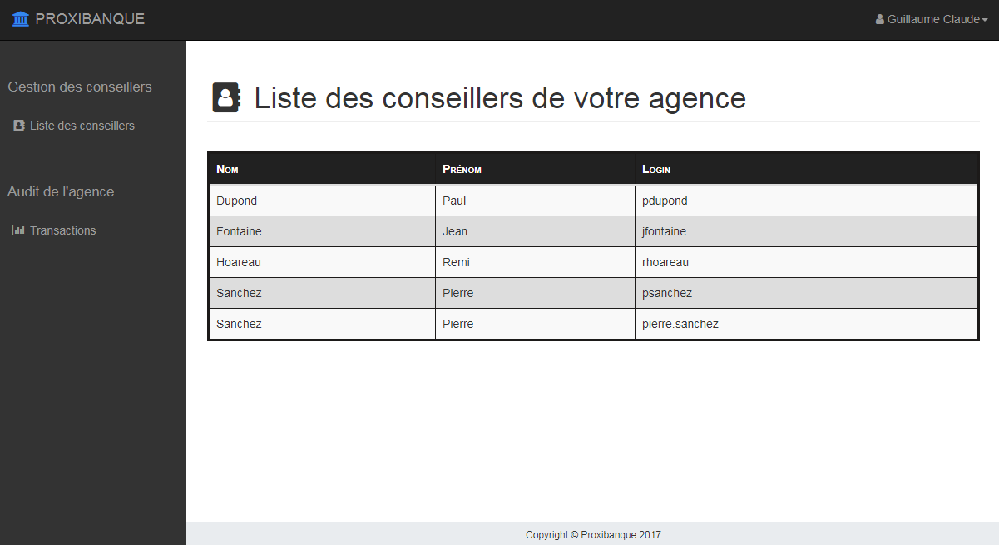 PROXIBANQUE
Guillaume Claude
Gestion des conseillers
Liste des conseillers
Audit de l'agence
Transactions
Liste des conseillers de votre agence
Nom Prénom Login
Dupond Paul pdupond
Fontaine Jean jfontaine
Hoareau Remi rhoareau
Sanchez Pierre psanchez
Sanchez Pierre pierre.sanchez
Copyright © Proxibanque 2017